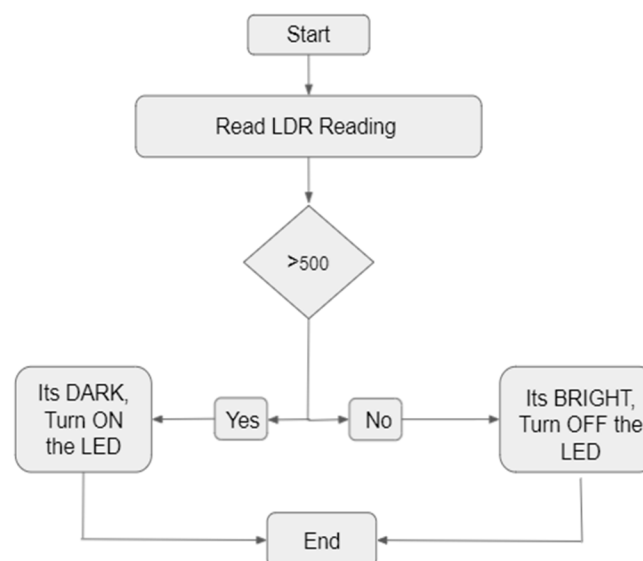 Start
Read LDR Reading
>500
Its DARK,
Turn ON
the LED
Yes
No
Its BRIGHT,
Turn OFF the
LED
End